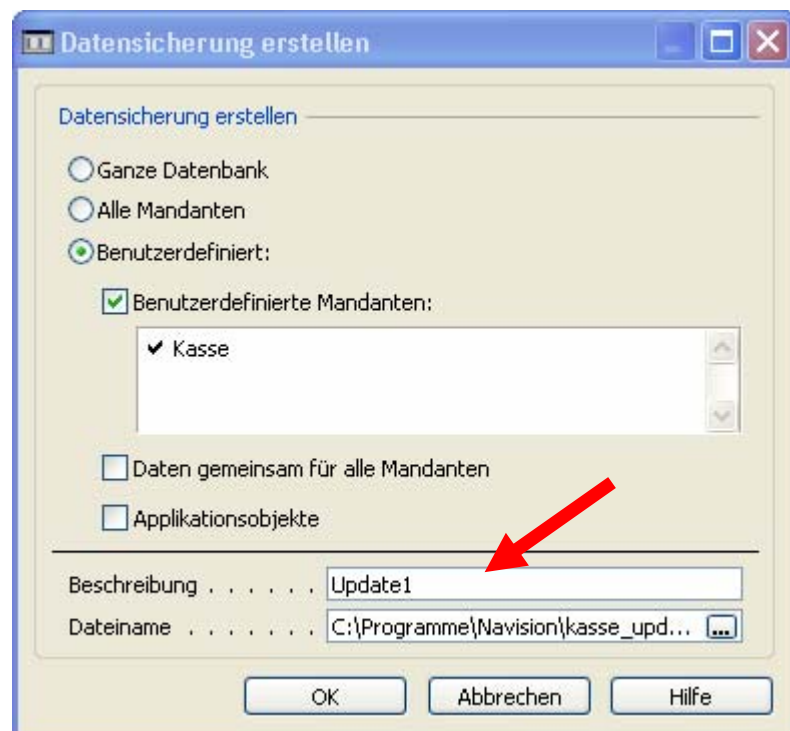 Datensicherung erstellen
Datensicherung erstellen
Ganze Datenbank
Alle Mandanten
Benutzerdefiniert:
Benutzerdefinierte Mandanten:
Kasse
Daten gemeinsam für alle Mandanten
Applikationsobjekte
Beschreibung . . . . . . Update1
Dateiname . . . . . . . C:\Programme\Navision\kasse_upd... ...
OK Abbrechen Hilfe